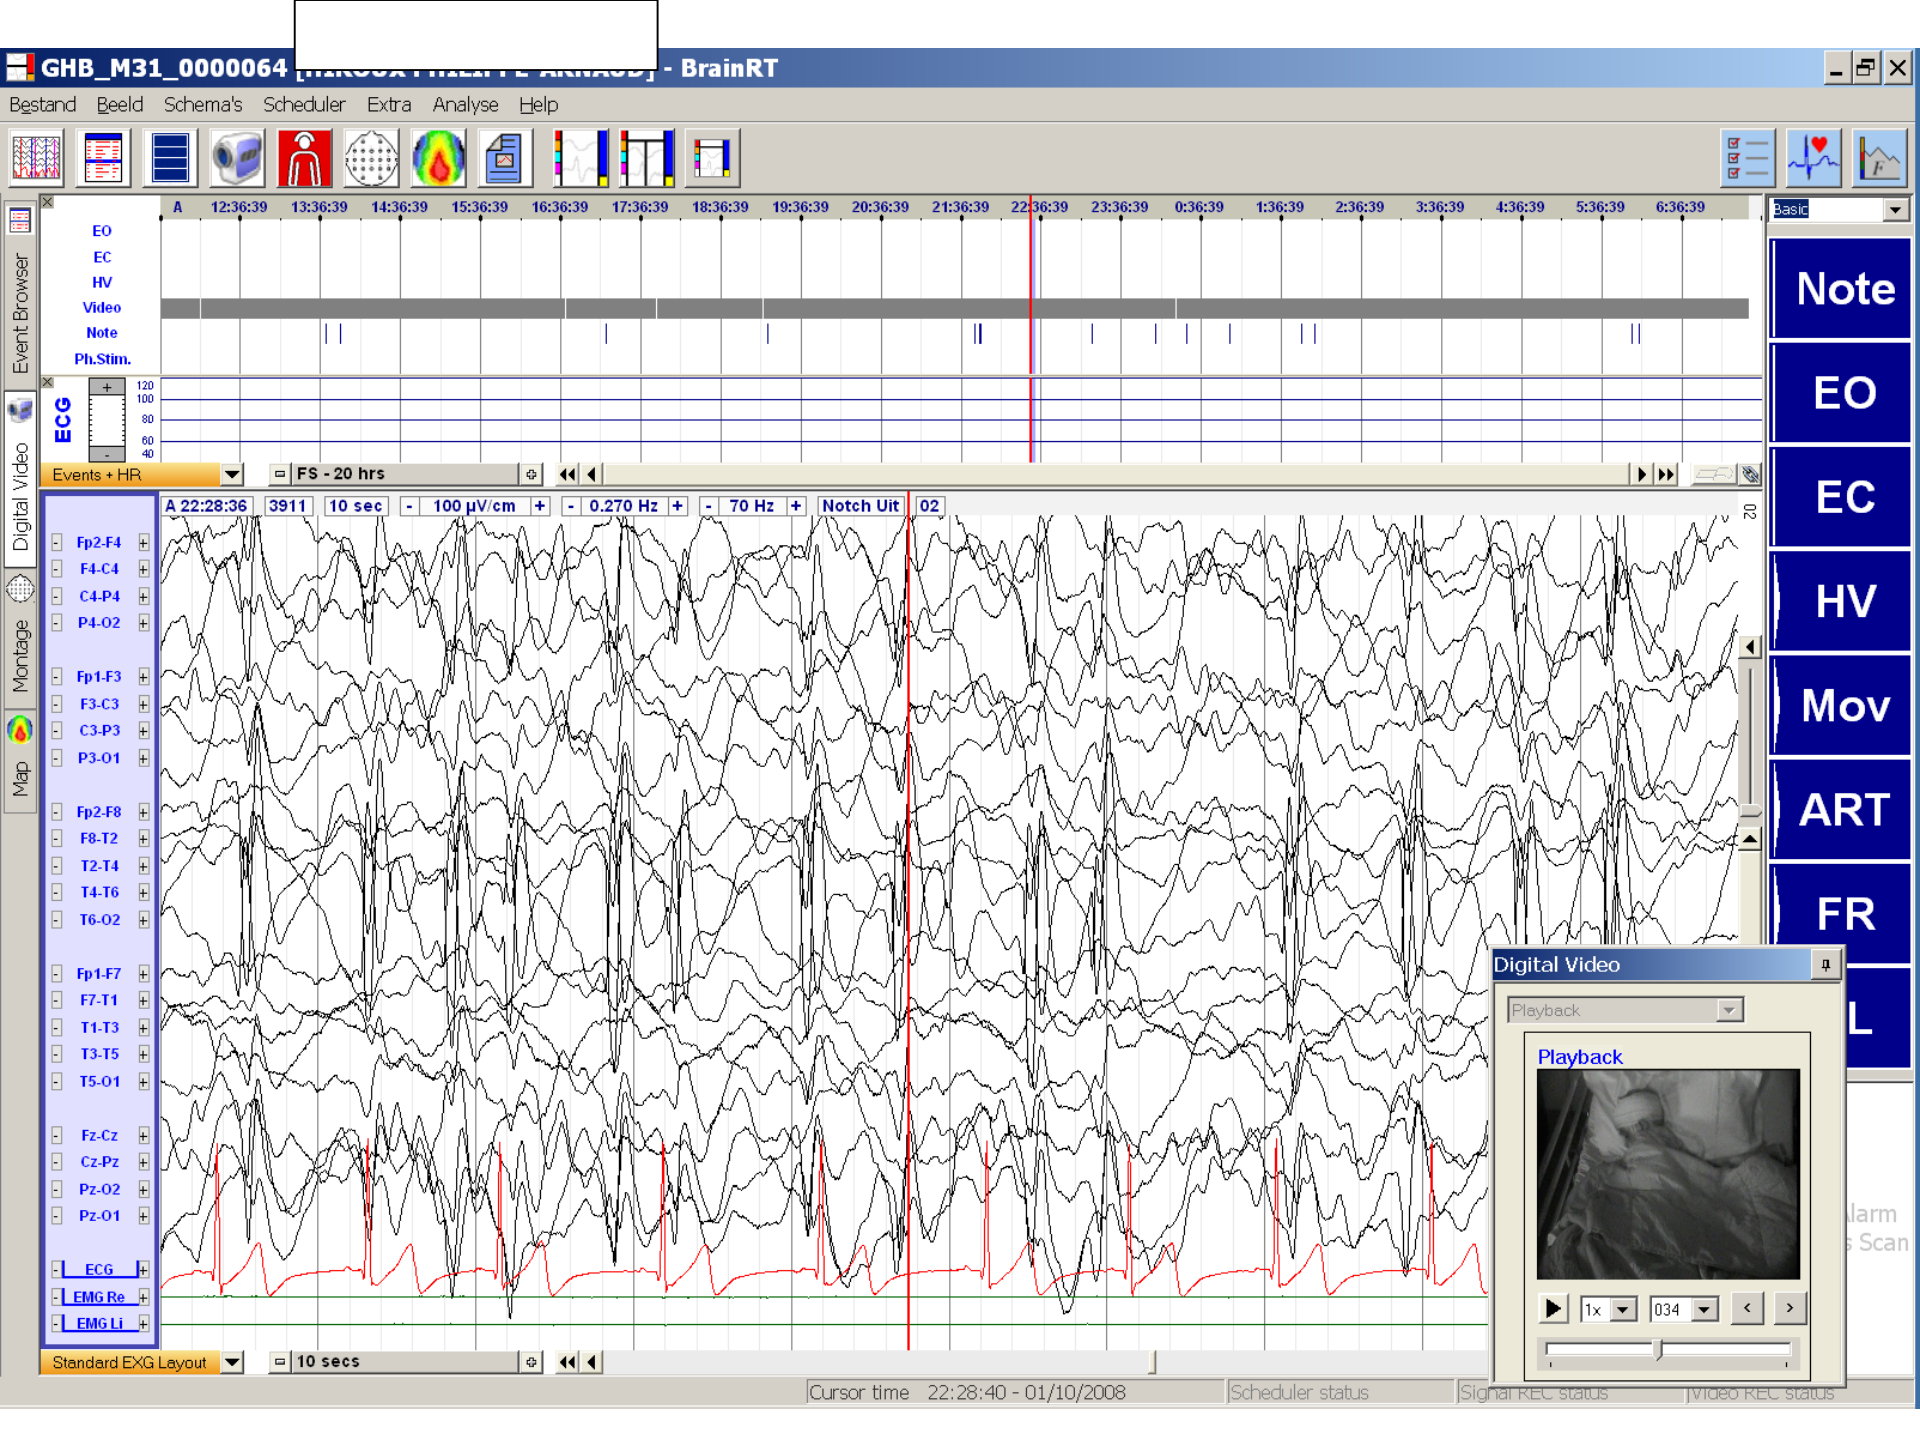 GHB_M31_0000064 - BrainRT
Bestand Beeld Schema's Scheduler Extra Analyse Help
A 12:36:39 13:36:39 14:36:39 15:36:39 16:36:39 17:36:39 18:36:39 19:36:39 20:36:39 21:36:39 22:36:39 23:36:39 0:36:39 1:36:39 2:36:39 3:36:39 4:36:39 5:36:39 6:36:39
Basic
EO
EC
HV
Video
Note
Ph.Stim.
ECG
+
120
100
80
60
40
-
Events + HR
FS - 20 hrs
Event Browser
Digital Video
Montage
Map
A 22:28:36 3911 10 sec - 100 µV/cm + - 0.270 Hz + - 70 Hz + Notch Uit 02
02
- Fp2-F4 +
- F4-C4 +
- C4-P4 +
- P4-O2 +
- Fp1-F3 +
- F3-C3 +
- C3-P3 +
- P3-O1 +
- Fp2-F8 +
- F8-T2 +
- T2-T4 +
- T4-T6 +
- T6-O2 +
- Fp1-F7 +
- F7-T1 +
- T1-T3 +
- T3-T5 +
- T5-O1 +
- Fz-Cz +
- Cz-Pz +
- Pz-O2 +
- Pz-O1 +
- ECG +
- EMG Re +
- EMG Li +
Standard EXG Layout
10 secs
Note
EO
EC
HV
Mov
ART
FR
L
Digital Video
Playback
Playback
1x 034 < >
Scan
Cursor time 22:28:40 - 01/10/2008
Scheduler status
Signal REC status
Video REC status